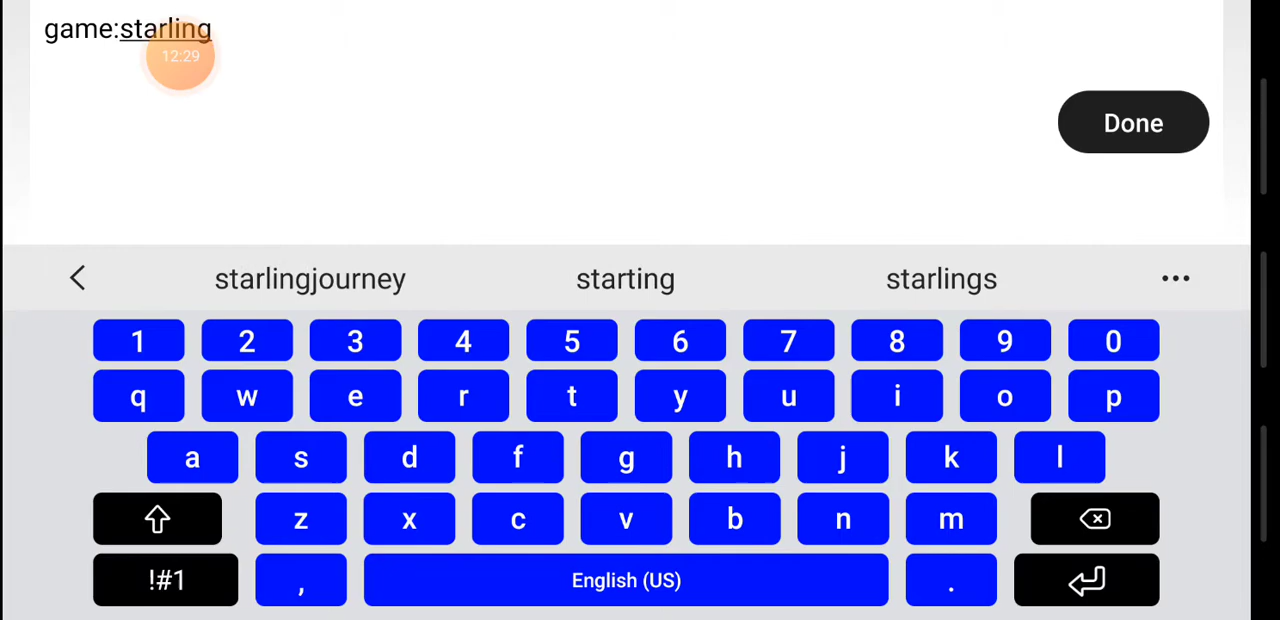 game:starling
12:29
Done
starlingjourney starting starlings
1 2 3 4 5 6 7 8 9 0
q w e r t y u i o p
a s d f g h j k l
z x c v b n m
!#1 , English (US) .